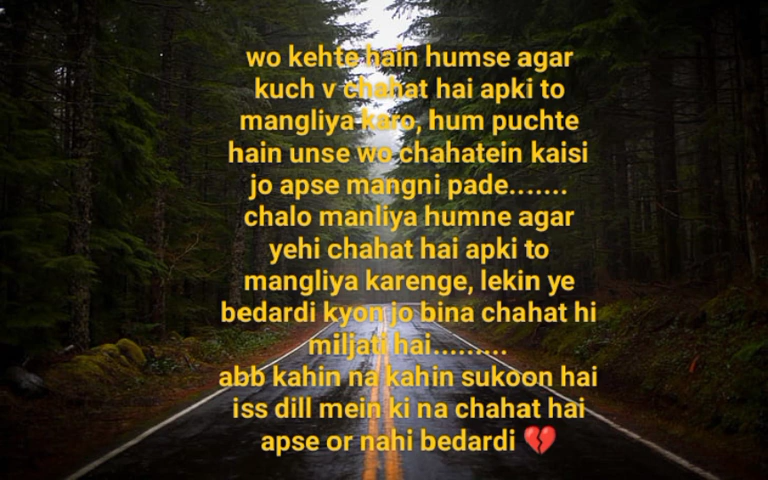 wo kehte hain humse agar
kuch v chahat hai apki to
mangliya karo, hum puchte
hain unse wo chahatein kaisi
jo apse mangni pade.......
chalo manliya humne agar
yehi chahat hai apki to
mangliya karenge, lekin ye
bedardi kyon jo bina chahat hi
miljati hai.........
abb kahin na kahin sukoon hai
iss dill mein ki na chahat hai
apse or nahi bedardi 💔